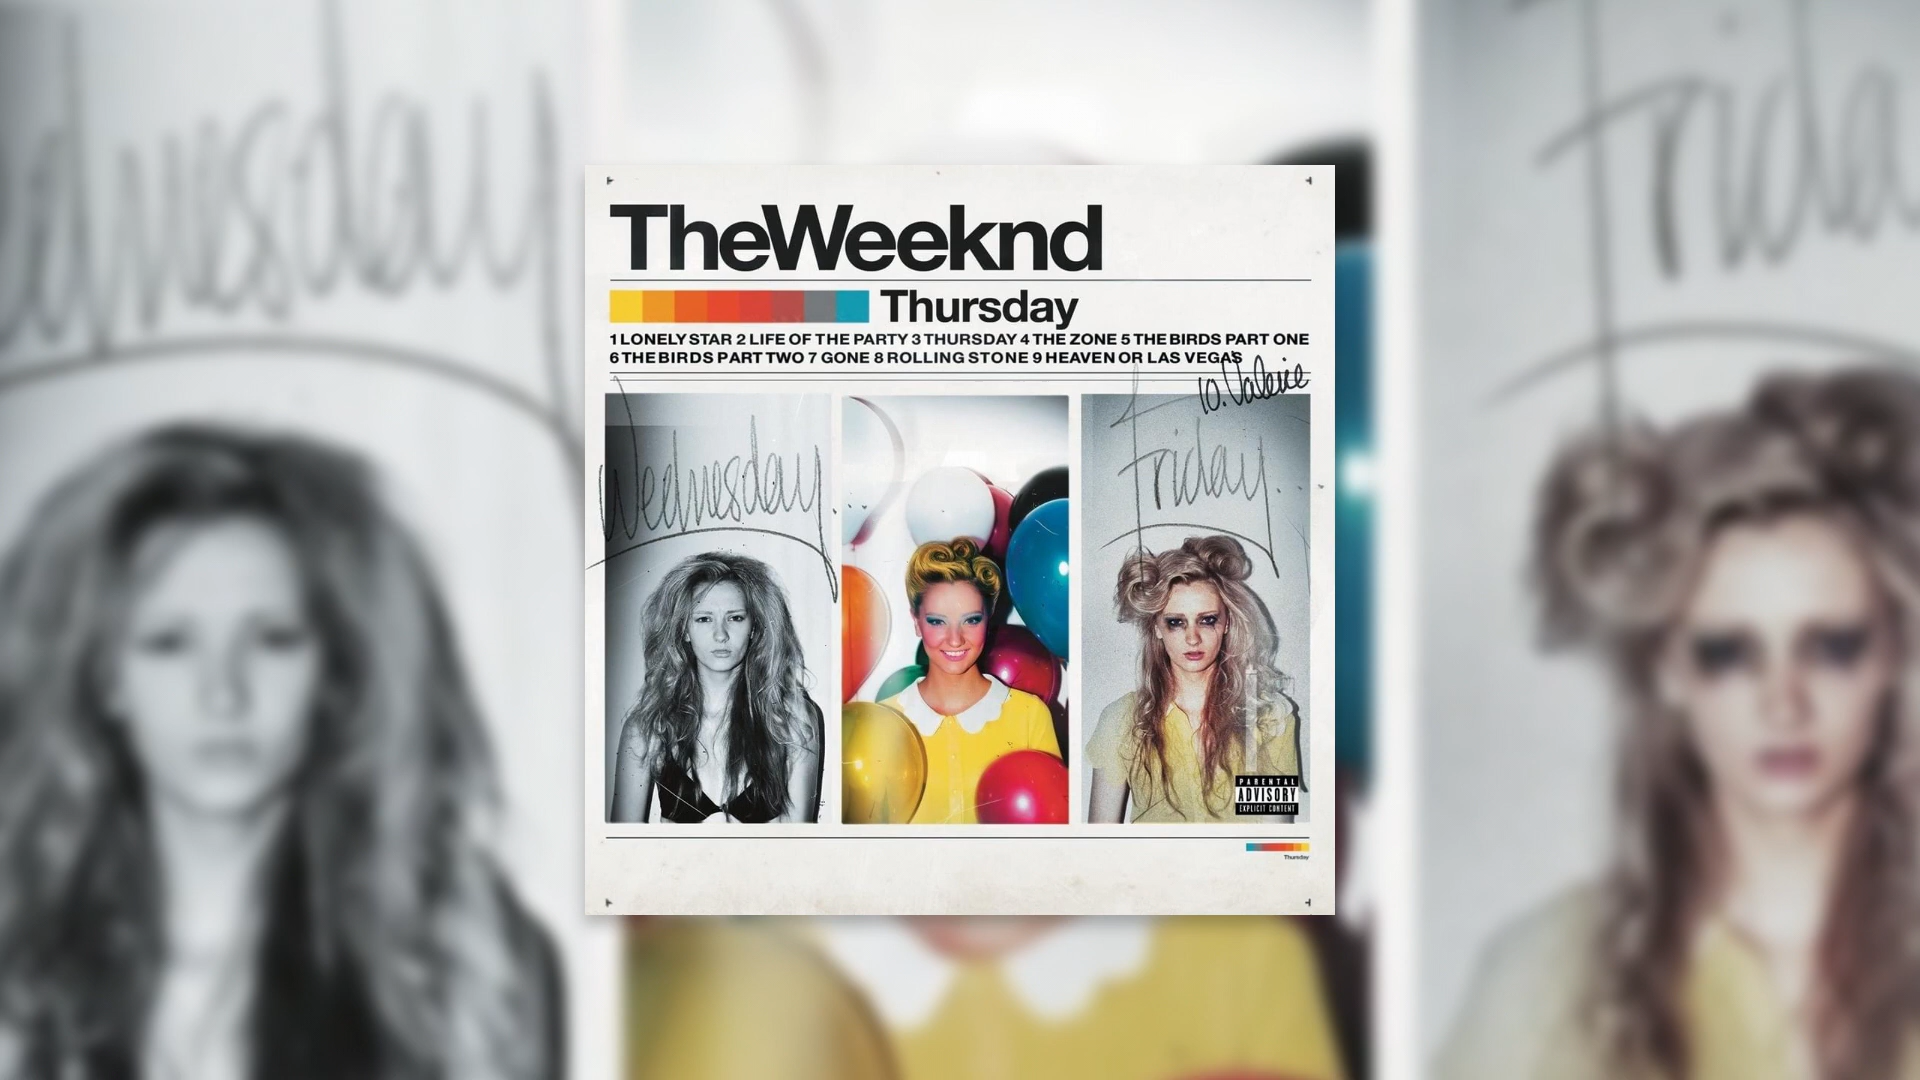 TheWeeknd
Thursday
1 LONELY STAR 2 LIFE OF THE PARTY 3 THURSDAY 4 THE ZONE 5 THE BIRDS PART ONE
6 THE BIRDS PART TWO 7 GONE 8 ROLLING STONE 9 HEAVEN OR LAS VEGAS
10. Valerie
Wednesday...
Friday...
PARENTAL
ADVISORY
EXPLICIT CONTENT
Thursday